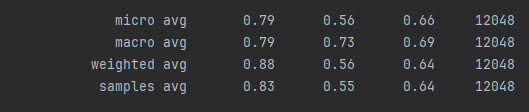 micro avg 0.79 0.56 0.66 12048
macro avg 0.79 0.73 0.69 12048
weighted avg 0.88 0.56 0.64 12048
samples avg 0.83 0.55 0.64 12048